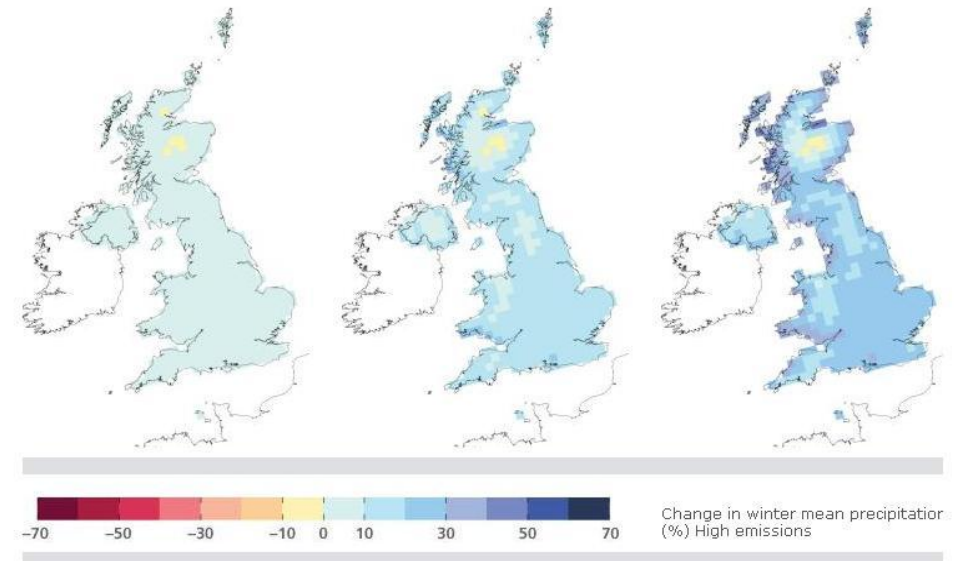 −70 −50 −30 −10 0 10 30 50 70
Change in winter mean precipitatior
(%) High emissions